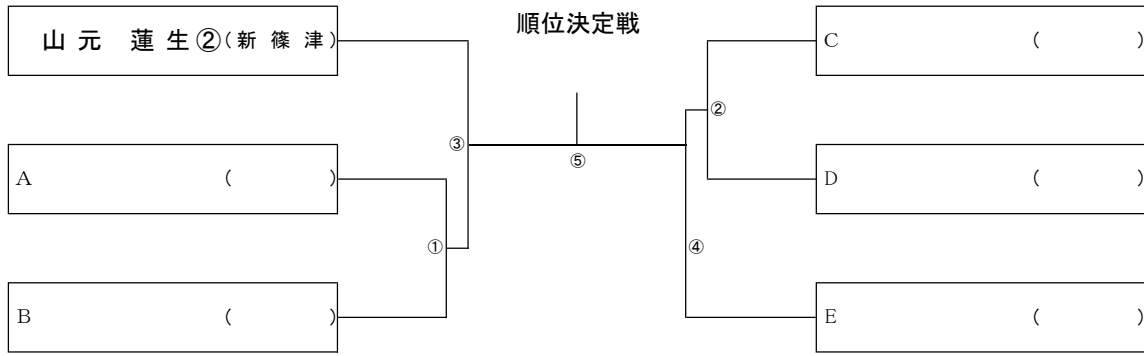 順位決定戦
山元 蓮生②(新篠津)
A ( )
B ( )
①
③
⑤
②
④
C ( )
D ( )
E ( )